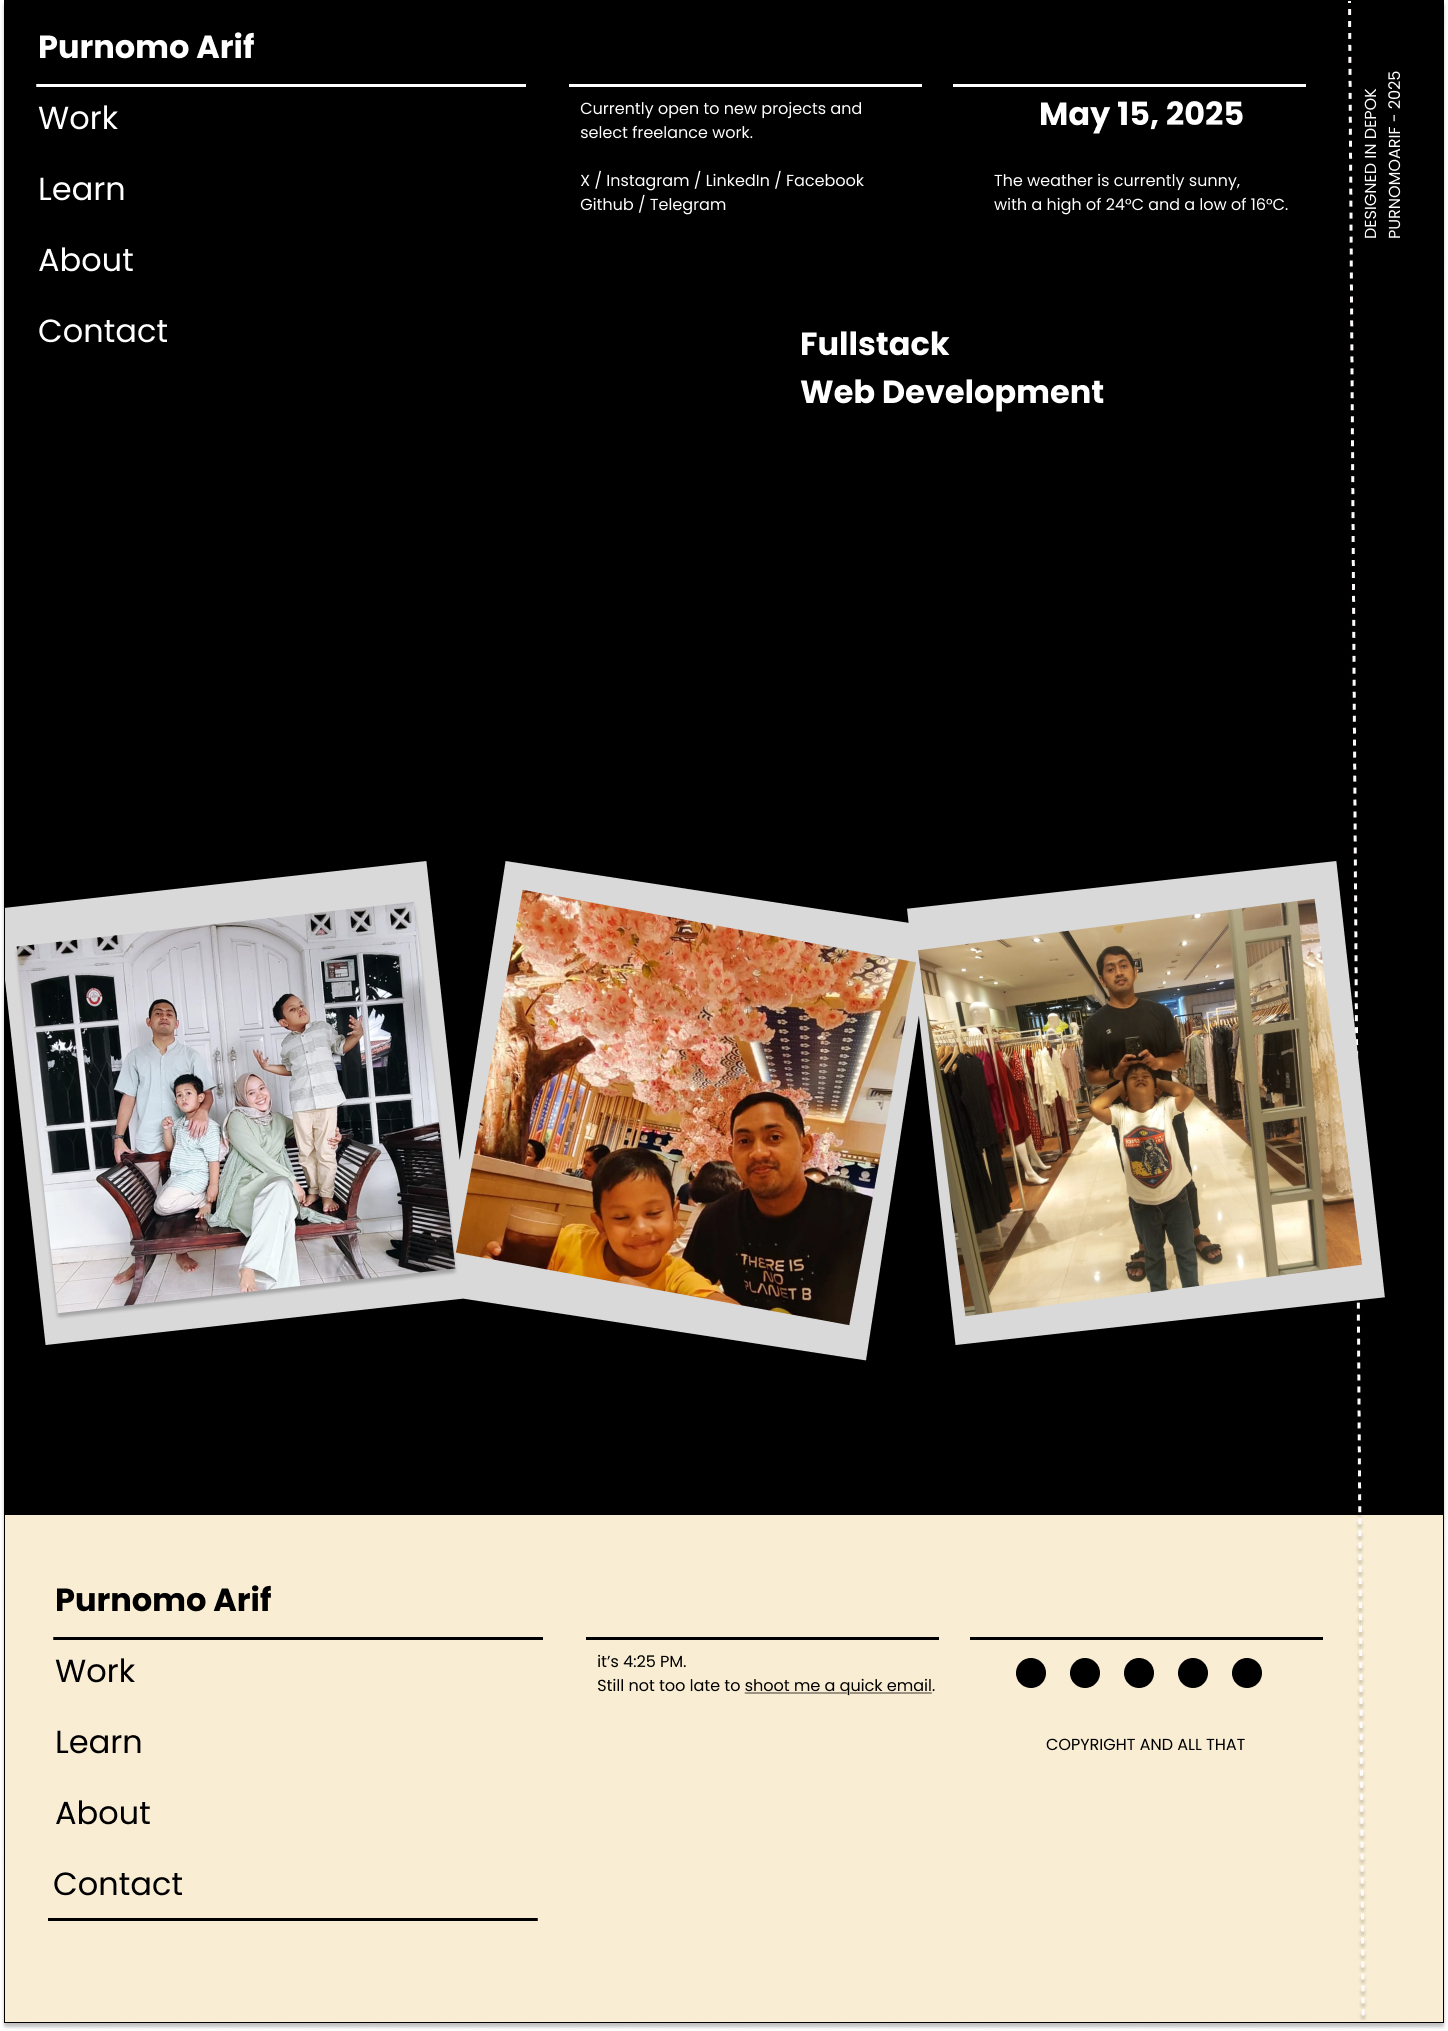 Purnomo Arif
Work
Learn
About
Contact
Currently open to new projects and
select freelance work.
X / Instagram / LinkedIn / Facebook
Github / Telegram
May 15, 2025
The weather is currently sunny,
with a high of 24°C and a low of 16°C.
DESIGNED IN DEPOK
PURNOMOARIF - 2025
Fullstack
Web Development
THERE IS
NO
PLANET B
Purnomo Arif
Work
Learn
About
Contact
it’s 4:25 PM.
Still not too late to shoot me a quick email.
COPYRIGHT AND ALL THAT